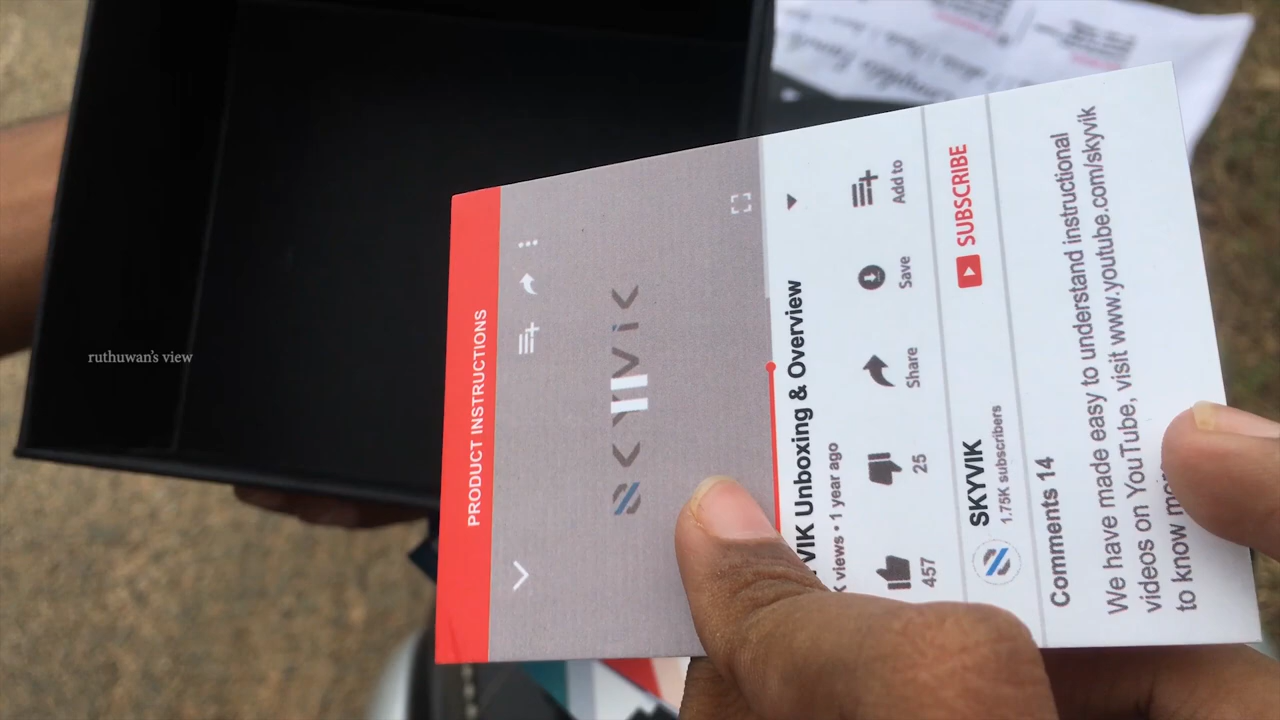 ruthuwan's view
PRODUCT INSTRUCTIONS
SKYVIK
VIK Unboxing & Overview
views • 1 year ago
457
25
Share
Save
Add to
SKYVIK
1.75K subscribers
SUBSCRIBE
Comments 14
We have made easy to understand instructional
videos on YouTube, visit www.youtube.com/skyvik
to know